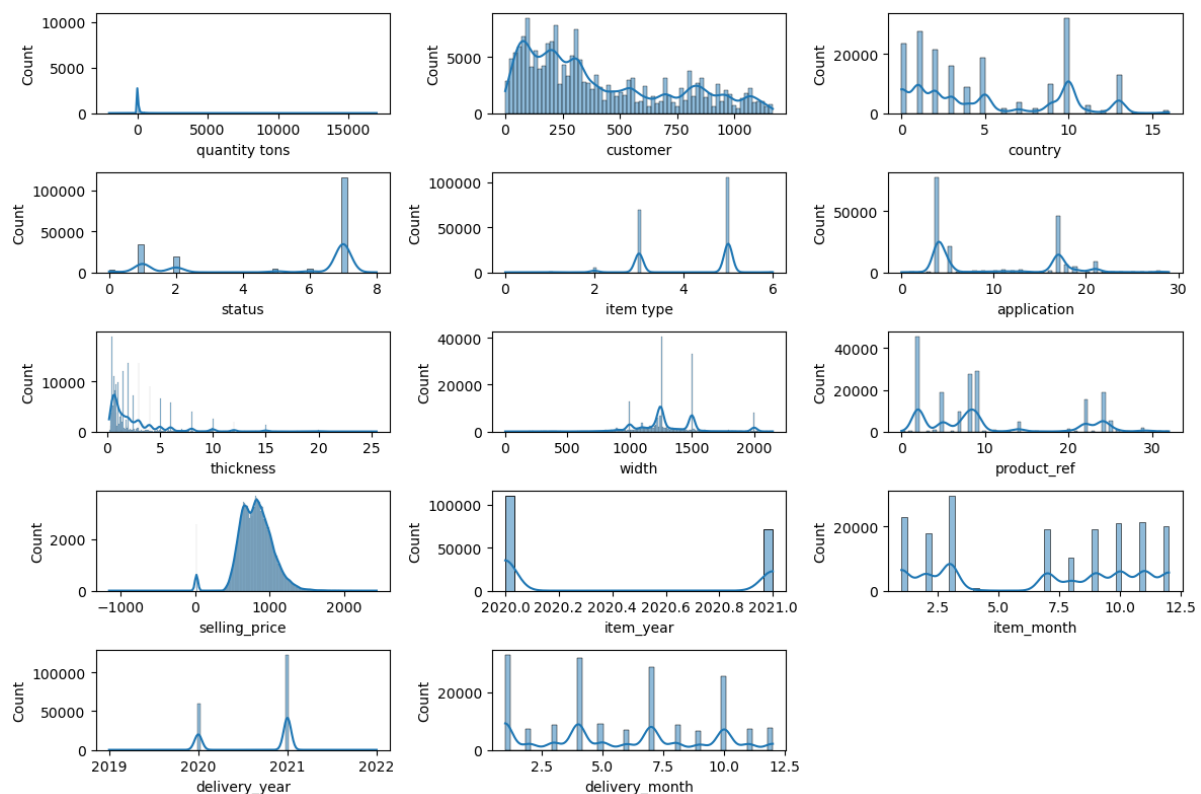 10000
5000
0
Count
0 5000 10000 15000
quantity tons
5000
0
Count
0 250 500 750 1000
customer
20000
0
Count
0 5 10 15
country
100000
50000
0
Count
0 2 4 6 8
status
100000
50000
0
Count
0 2 4 6
item type
50000
0
Count
0 10 20 30
application
10000
0
Count
0 5 10 15 20 25
thickness
40000
20000
0
Count
0 500 1000 1500 2000
width
40000
20000
0
Count
0 10 20 30
product_ref
2000
0
Count
−1000 0 1000 2000
selling_price
100000
50000
0
Count
2020.0 2020.2 2020.4 2020.6 2020.8 2021.0
item_year
20000
0
Count
2.5 5.0 7.5 10.0 12.5
item_month
100000
50000
0
Count
2019 2020 2021 2022
delivery_year
20000
0
Count
2.5 5.0 7.5 10.0 12.5
delivery_month